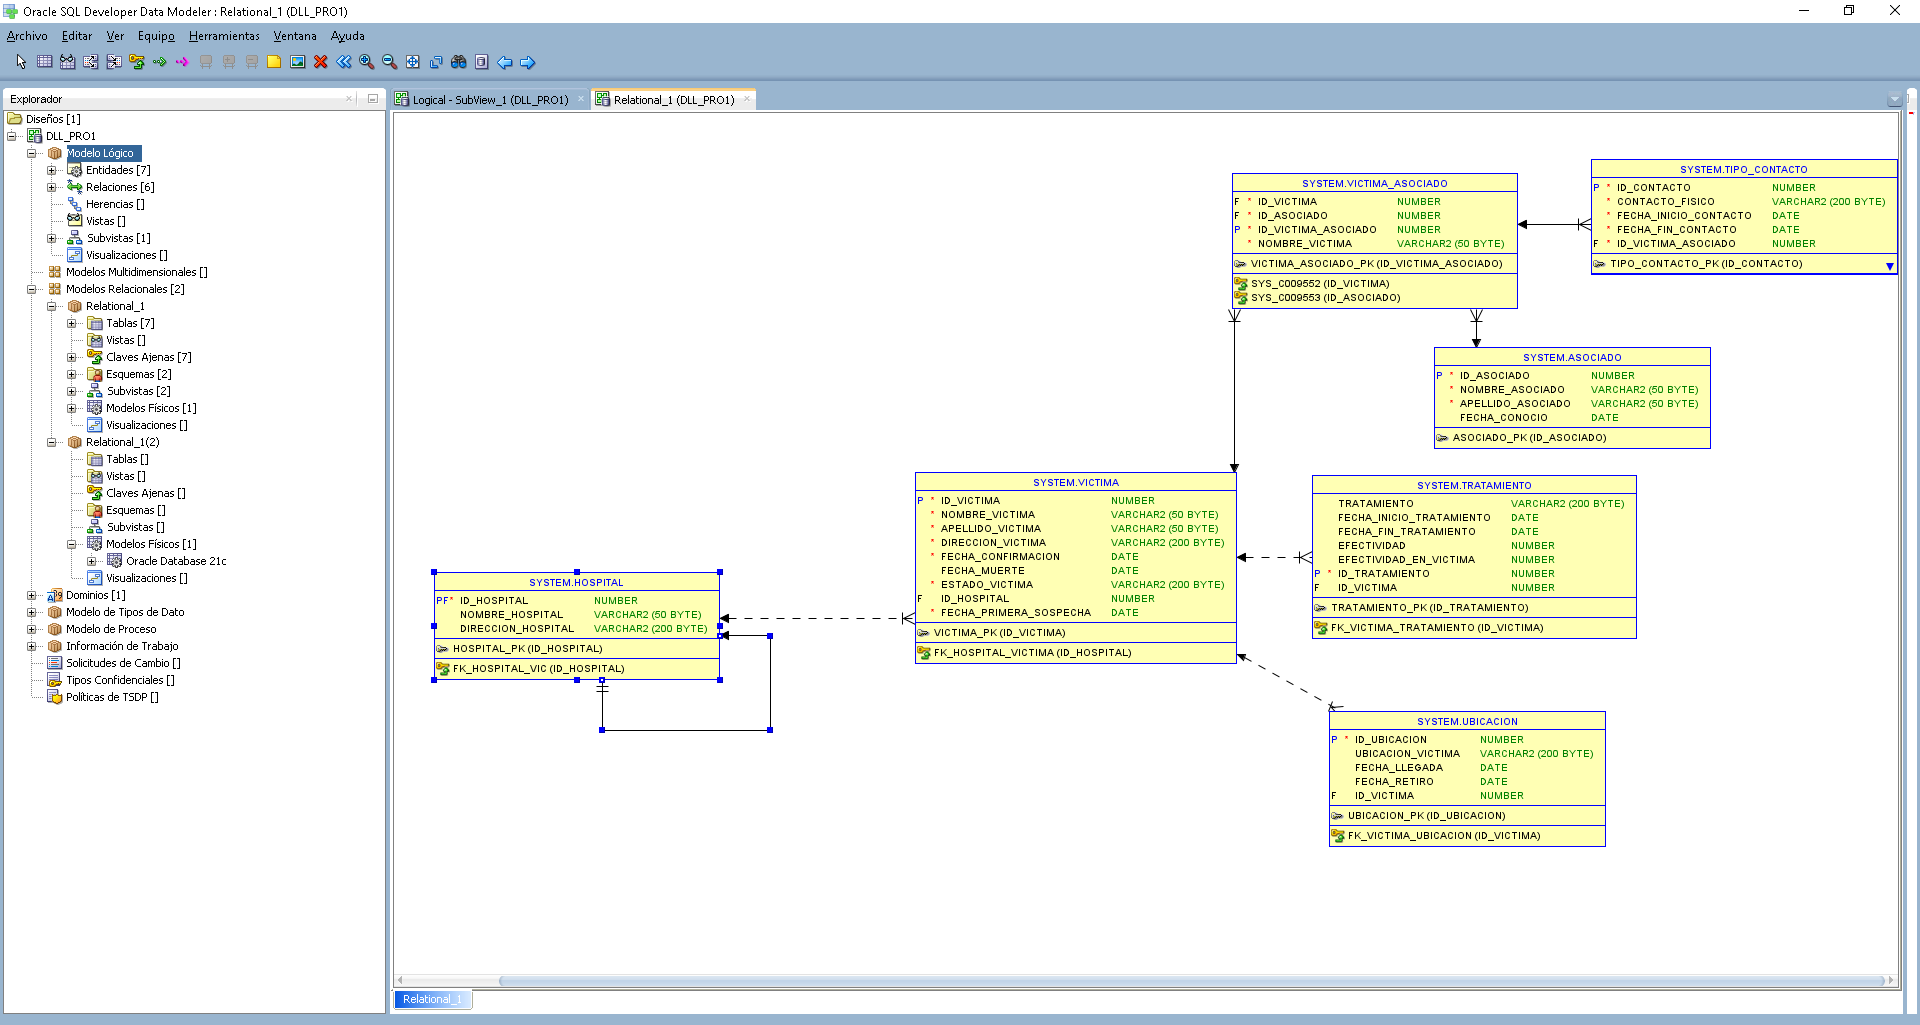 Oracle SQL Developer Data Modeler : Relational_1 (DLL_PRO1)
Archivo Editar Ver Equipo Herramientas Ventana Ayuda
Explorador
Diseños [1]
DLL_PRO1
Modelo Lógico
Entidades [7]
Relaciones [6]
Herencias []
Vistas []
Subvistas [1]
Visualizaciones []
Modelos Multidimensionales []
Modelos Relacionales [2]
Relational_1
Tablas [7]
Vistas []
Claves Ajenas [7]
Esquemas [2]
Subvistas [2]
Modelos Físicos [1]
Visualizaciones []
Relational_1(2)
Tablas []
Vistas []
Claves Ajenas []
Esquemas []
Subvistas []
Modelos Físicos [1]
Oracle Database 21c
Visualizaciones []
Dominios [1]
Modelo de Tipos de Dato
Modelo de Proceso
Información de Trabajo
Solicitudes de Cambio []
Tipos Confidenciales []
Políticas de TSDP []
Logical - SubView_1 (DLL_PRO1)
Relational_1 (DLL_PRO1)
SYSTEM.VICTIMA_ASOCIADO
F * ID_VICTIMA NUMBER
F * ID_ASOCIADO NUMBER
P * ID_VICTIMA_ASOCIADO NUMBER
* NOMBRE_VICTIMA VARCHAR2 (50 BYTE)
VICTIMA_ASOCIADO_PK (ID_VICTIMA_ASOCIADO)
SYS_C009552 (ID_VICTIMA)
SYS_C009553 (ID_ASOCIADO)
SYSTEM.TIPO_CONTACTO
P * ID_CONTACTO NUMBER
* CONTACTO_FISICO VARCHAR2 (200 BYTE)
* FECHA_INICIO_CONTACTO DATE
* FECHA_FIN_CONTACTO DATE
F * ID_VICTIMA_ASOCIADO NUMBER
TIPO_CONTACTO_PK (ID_CONTACTO)
SYSTEM.ASOCIADO
P * ID_ASOCIADO NUMBER
* NOMBRE_ASOCIADO VARCHAR2 (50 BYTE)
* APELLIDO_ASOCIADO VARCHAR2 (50 BYTE)
FECHA_CONOCIO DATE
ASOCIADO_PK (ID_ASOCIADO)
SYSTEM.VICTIMA
P * ID_VICTIMA NUMBER
* NOMBRE_VICTIMA VARCHAR2 (50 BYTE)
* APELLIDO_VICTIMA VARCHAR2 (50 BYTE)
* DIRECCION_VICTIMA VARCHAR2 (200 BYTE)
* FECHA_CONFIRMACION DATE
FECHA_MUERTE DATE
* ESTADO_VICTIMA VARCHAR2 (200 BYTE)
F ID_HOSPITAL NUMBER
* FECHA_PRIMERA_SOSPECHA DATE
VICTIMA_PK (ID_VICTIMA)
FK_HOSPITAL_VICTIMA (ID_HOSPITAL)
SYSTEM.TRATAMIENTO
TRATAMIENTO VARCHAR2 (200 BYTE)
FECHA_INICIO_TRATAMIENTO DATE
FECHA_FIN_TRATAMIENTO DATE
EFECTIVIDAD NUMBER
EFECTIVIDAD_EN_VICTIMA NUMBER
P * ID_TRATAMIENTO NUMBER
F ID_VICTIMA NUMBER
TRATAMIENTO_PK (ID_TRATAMIENTO)
FK_VICTIMA_TRATAMIENTO (ID_VICTIMA)
SYSTEM.HOSPITAL
PF* ID_HOSPITAL NUMBER
NOMBRE_HOSPITAL VARCHAR2 (50 BYTE)
DIRECCION_HOSPITAL VARCHAR2 (200 BYTE)
HOSPITAL_PK (ID_HOSPITAL)
FK_HOSPITAL_VIC (ID_HOSPITAL)
SYSTEM.UBICACION
P * ID_UBICACION NUMBER
UBICACION_VICTIMA VARCHAR2 (200 BYTE)
FECHA_LLEGADA DATE
FECHA_RETIRO DATE
F ID_VICTIMA NUMBER
UBICACION_PK (ID_UBICACION)
FK_VICTIMA_UBICACION (ID_VICTIMA)
Relational_1